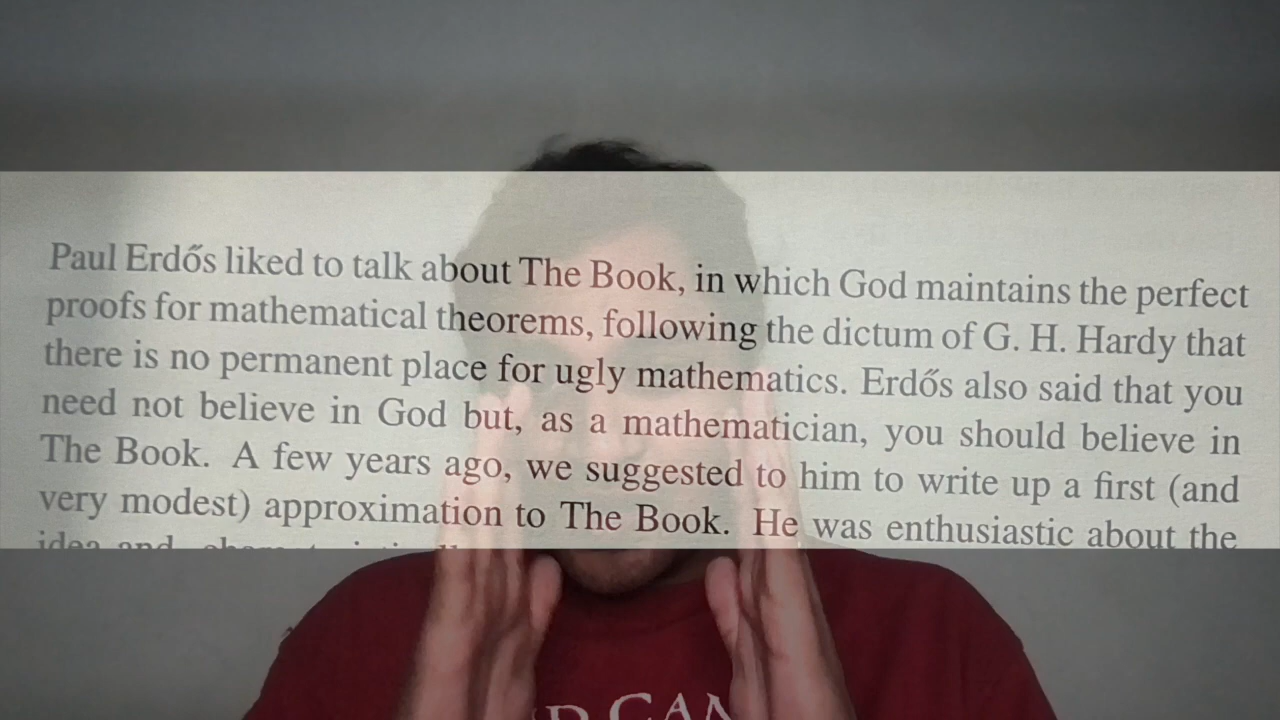 Paul Erdős liked to talk about The Book, in which God maintains the perfect
proofs for mathematical theorems, following the dictum of G. H. Hardy that
there is no permanent place for ugly mathematics. Erdős also said that you
need not believe in God but, as a mathematician, you should believe in
The Book. A few years ago, we suggested to him to write up a first (and
very modest) approximation to The Book. He was enthusiastic about the
idea and